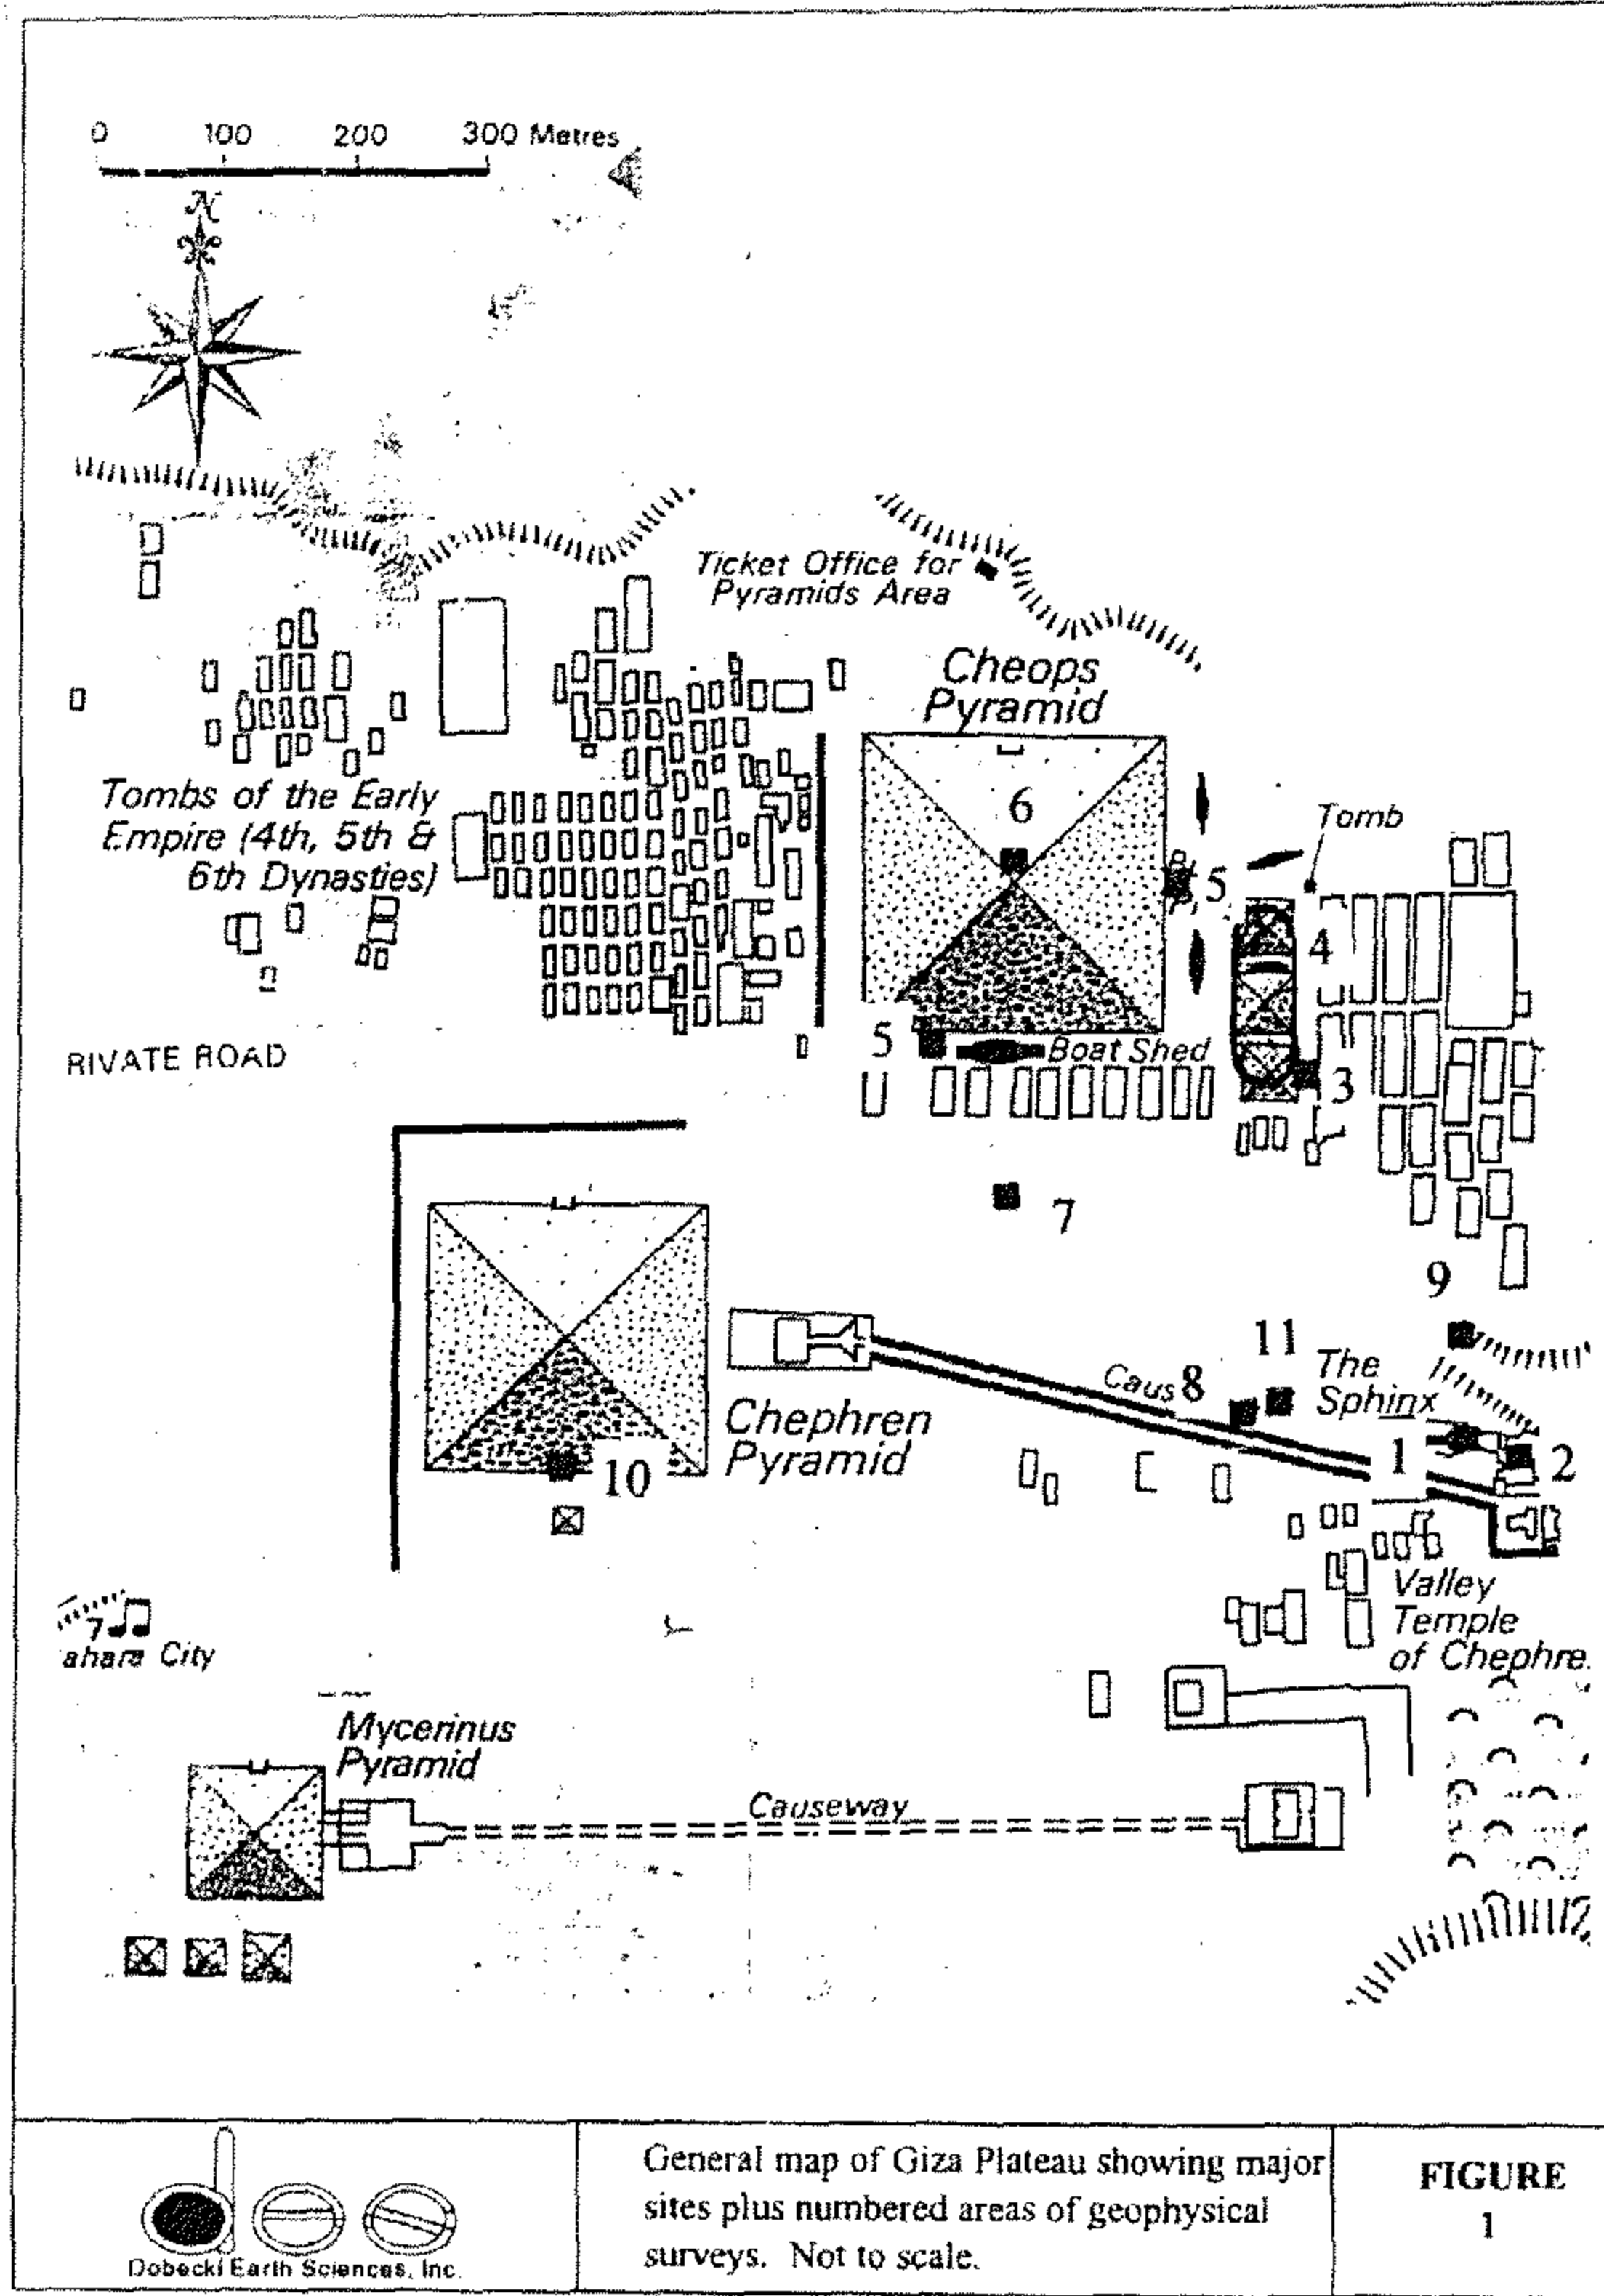 0 100 200 300 Metres
N
Ticket Office for
Pyramids Area
Cheops
Pyramid
6
Tomb
Tombs of the Early
Empire (4th, 5th &
6th Dynasties)
5
4
RIVATE ROAD
5
Boat Shed
3
7
9
11
The
Sphinx
Caus 8
Chephren
Pyramid
1
2
10
Valley
Temple
of Chephre
ahara City
Mycerinus
Pyramid
Causeway
Dobecki Earth Sciences, Inc.
General map of Giza Plateau showing major
sites plus numbered areas of geophysical
surveys. Not to scale.
FIGURE
1